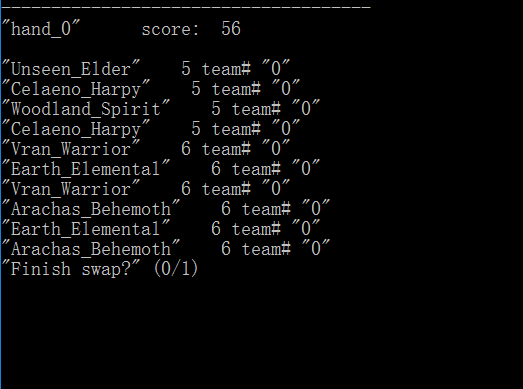 ------------------------------------
"hand_0"      score:  56
"Unseen_Elder"    5 team# "0"
"Celaeno_Harpy"    5 team# "0"
"Woodland_Spirit"    5 team# "0"
"Celaeno_Harpy"    5 team# "0"
"Vran_Warrior"    6 team# "0"
"Earth_Elemental"    6 team# "0"
"Vran_Warrior"    6 team# "0"
"Arachas_Behemoth"    6 team# "0"
"Earth_Elemental"    6 team# "0"
"Arachas_Behemoth"    6 team# "0"
"Finish swap?" (0/1)